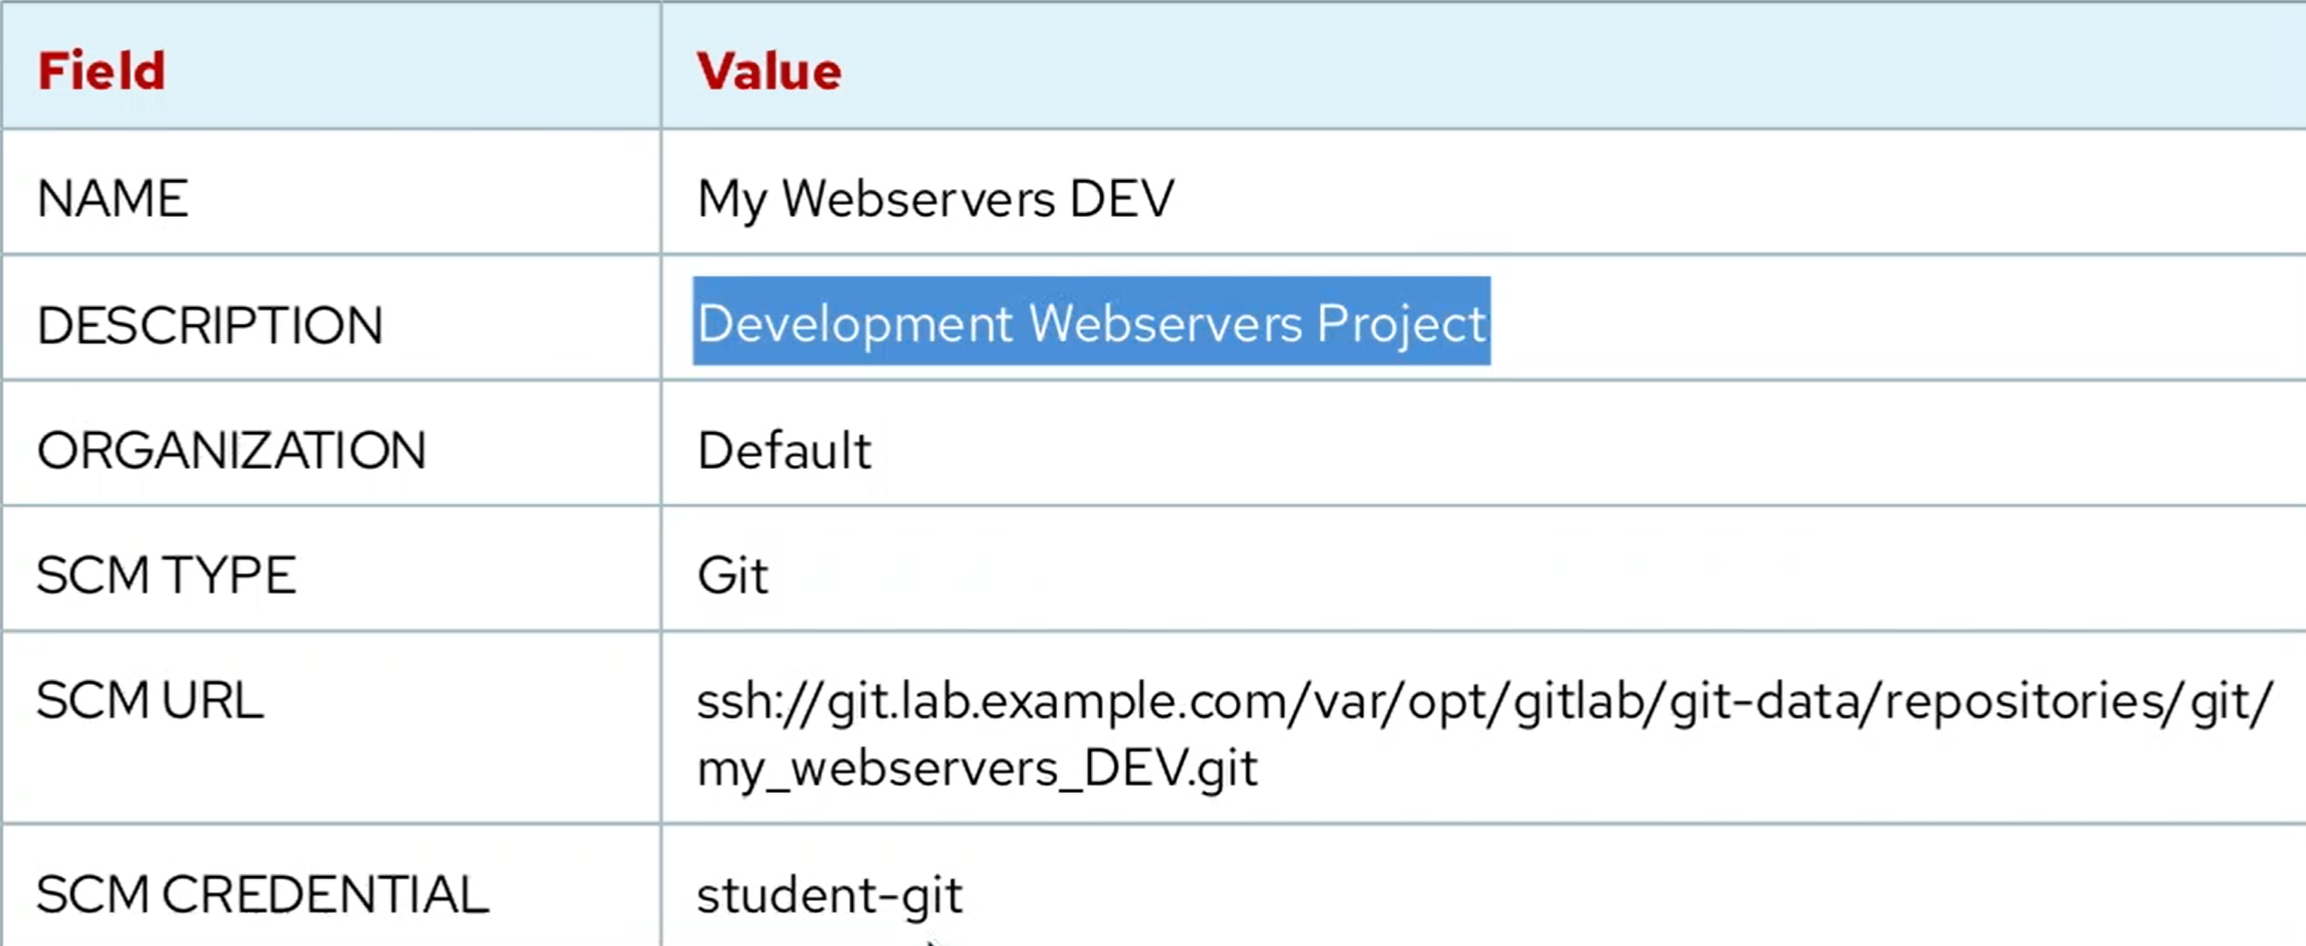 Field Value
NAME My Webservers DEV
DESCRIPTION Development Webservers Project
ORGANIZATION Default
SCM TYPE Git
SCM URL ssh://git.lab.example.com/var/opt/gitlab/git-data/repositories/git/
my_webservers_DEV.git
SCM CREDENTIAL student-git